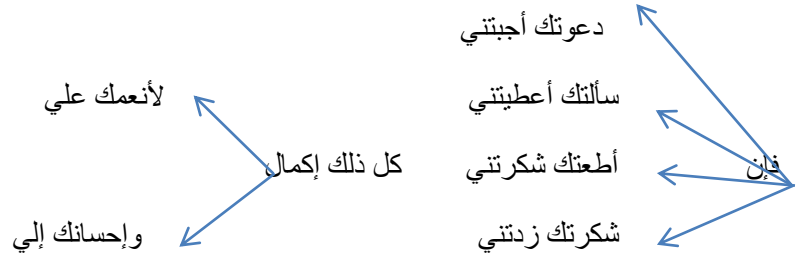 فإن
دعوتك أجبتني
سألتك أعطيتني
أطعتك شكرتني
شكرتك زدتني
كل ذلك إكمال
لأنعمك علي
وإحسانك إلي